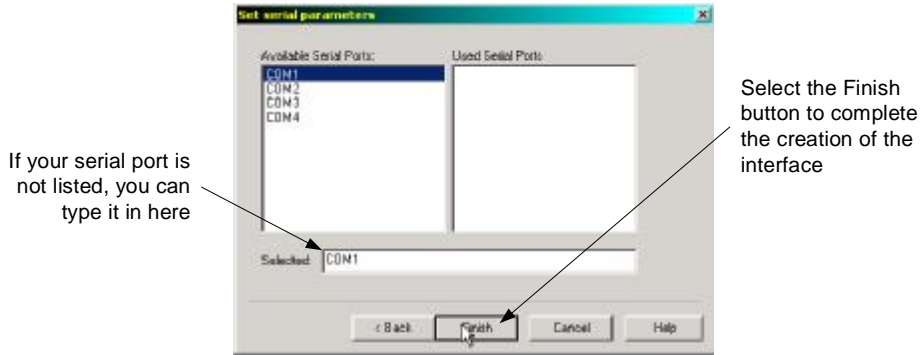 Set serial parameters
Available Serial Ports:
Used Serial Ports
COM1
COM2
COM3
COM4
Selected:
COM1
< Back
Finish
Cancel
Help
If your serial port is
not listed, you can
type it in here
Select the Finish
button to complete
the creation of the
interface